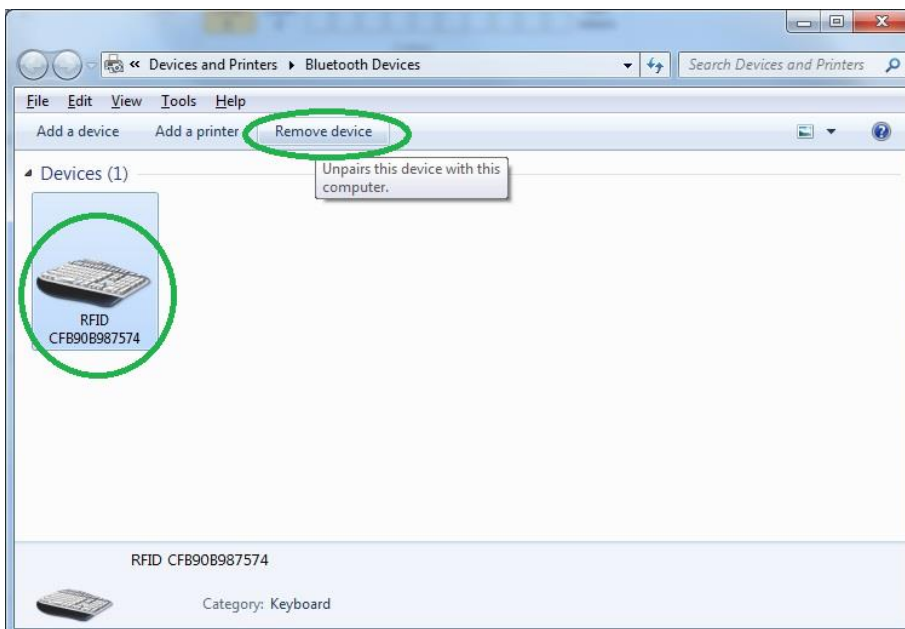 « Devices and Printers ▸ Bluetooth Devices
Search Devices and Printers
File Edit View Tools Help
Add a device Add a printer Remove device
Unpairs this device with this
computer.
Devices (1)
RFID
CFB90B987574
RFID CFB90B987574
Category: Keyboard